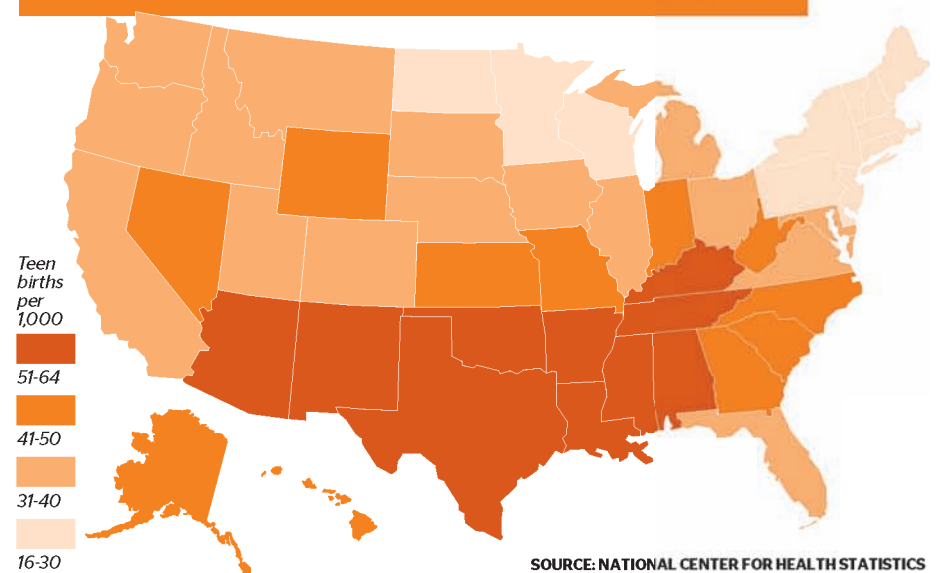 Teen
births
per
1,000
51-64
41-50
31-40
16-30
SOURCE: NATIONAL CENTER FOR HEALTH STATISTICS